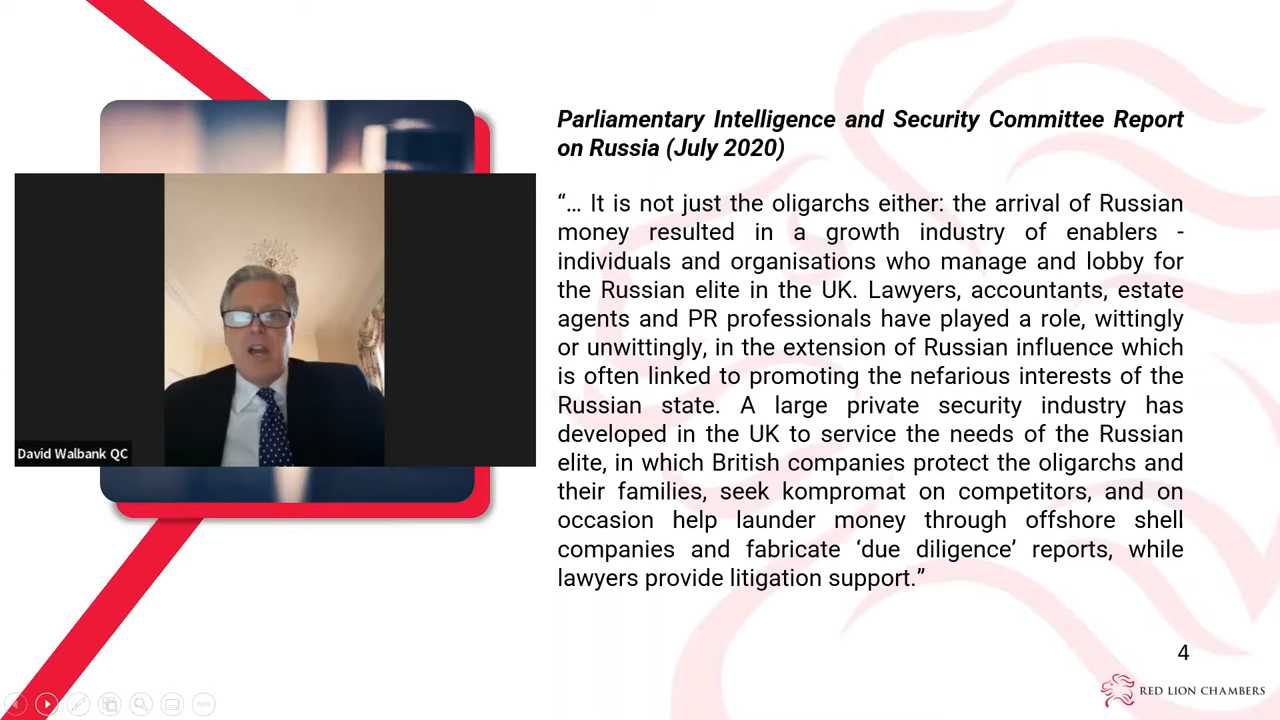 Parliamentary Intelligence and Security Committee Report
on Russia (July 2020)
“… It is not just the oligarchs either: the arrival of Russian
money resulted in a growth industry of enablers -
individuals and organisations who manage and lobby for
the Russian elite in the UK. Lawyers, accountants, estate
agents and PR professionals have played a role, wittingly
or unwittingly, in the extension of Russian influence which
is often linked to promoting the nefarious interests of the
Russian state. A large private security industry has
developed in the UK to service the needs of the Russian
elite, in which British companies protect the oligarchs and
their families, seek kompromat on competitors, and on
occasion help launder money through offshore shell
companies and fabricate ‘due diligence’ reports, while
lawyers provide litigation support.”
David Walbank QC
4
RED LION CHAMBERS